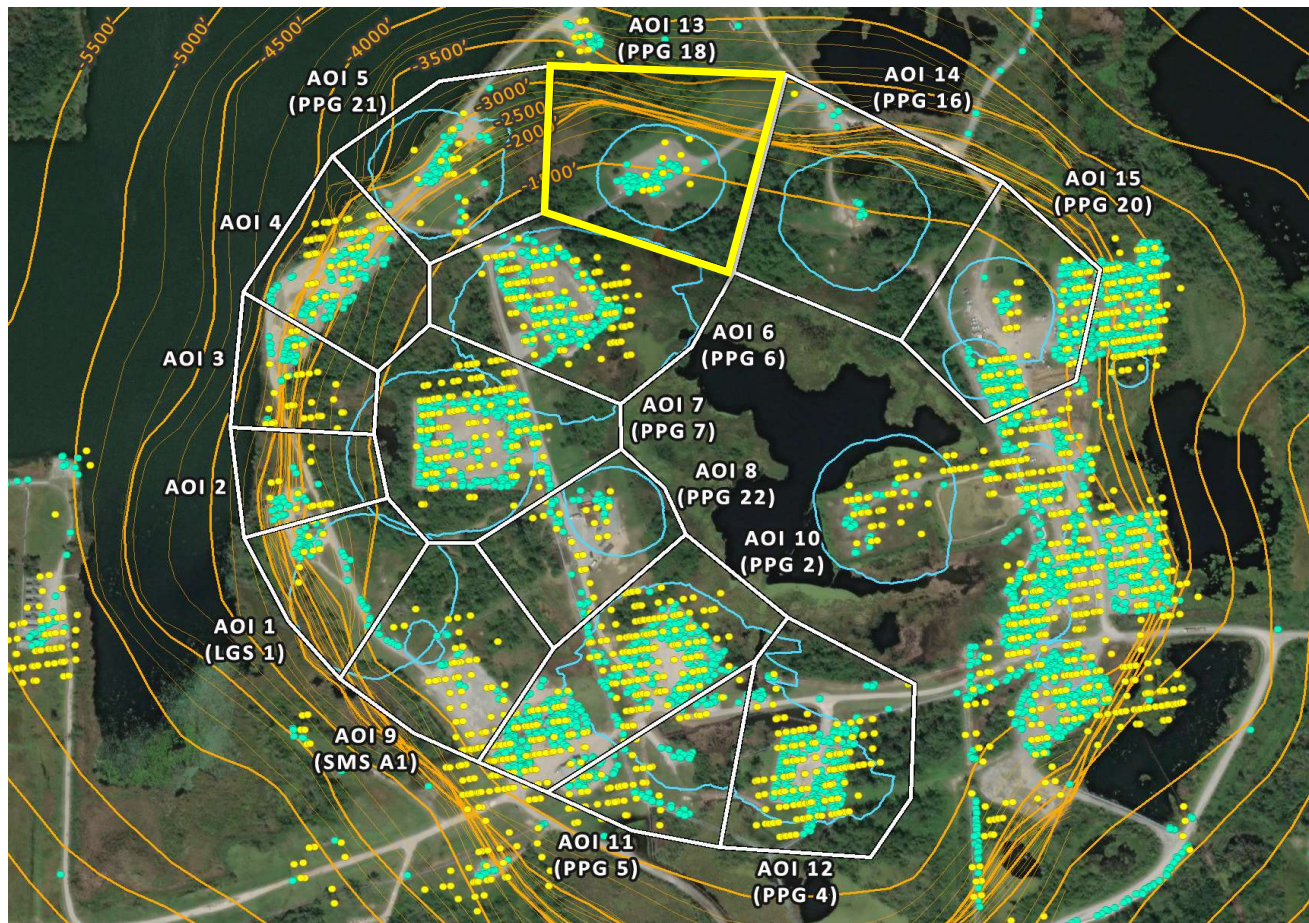 -5500'
-5000'
-4500'
-4000'
-3500'
-3000'
-2500'
-2000'
AOI 13
(PPG 18)
AOI 14
(PPG 16)
AOI 5
(PPG 21)
AOI 15
(PPG 20)
AOI 4
AOI 3
AOI 6
(PPG 6)
AOI 7
(PPG 7)
AOI 8
(PPG 22)
AOI 2
AOI 10
(PPG 2)
AOI 1
(LGS 1)
AOI 9
(SMS A1)
AOI 11
(PPG 5)
AOI 12
(PPG 4)